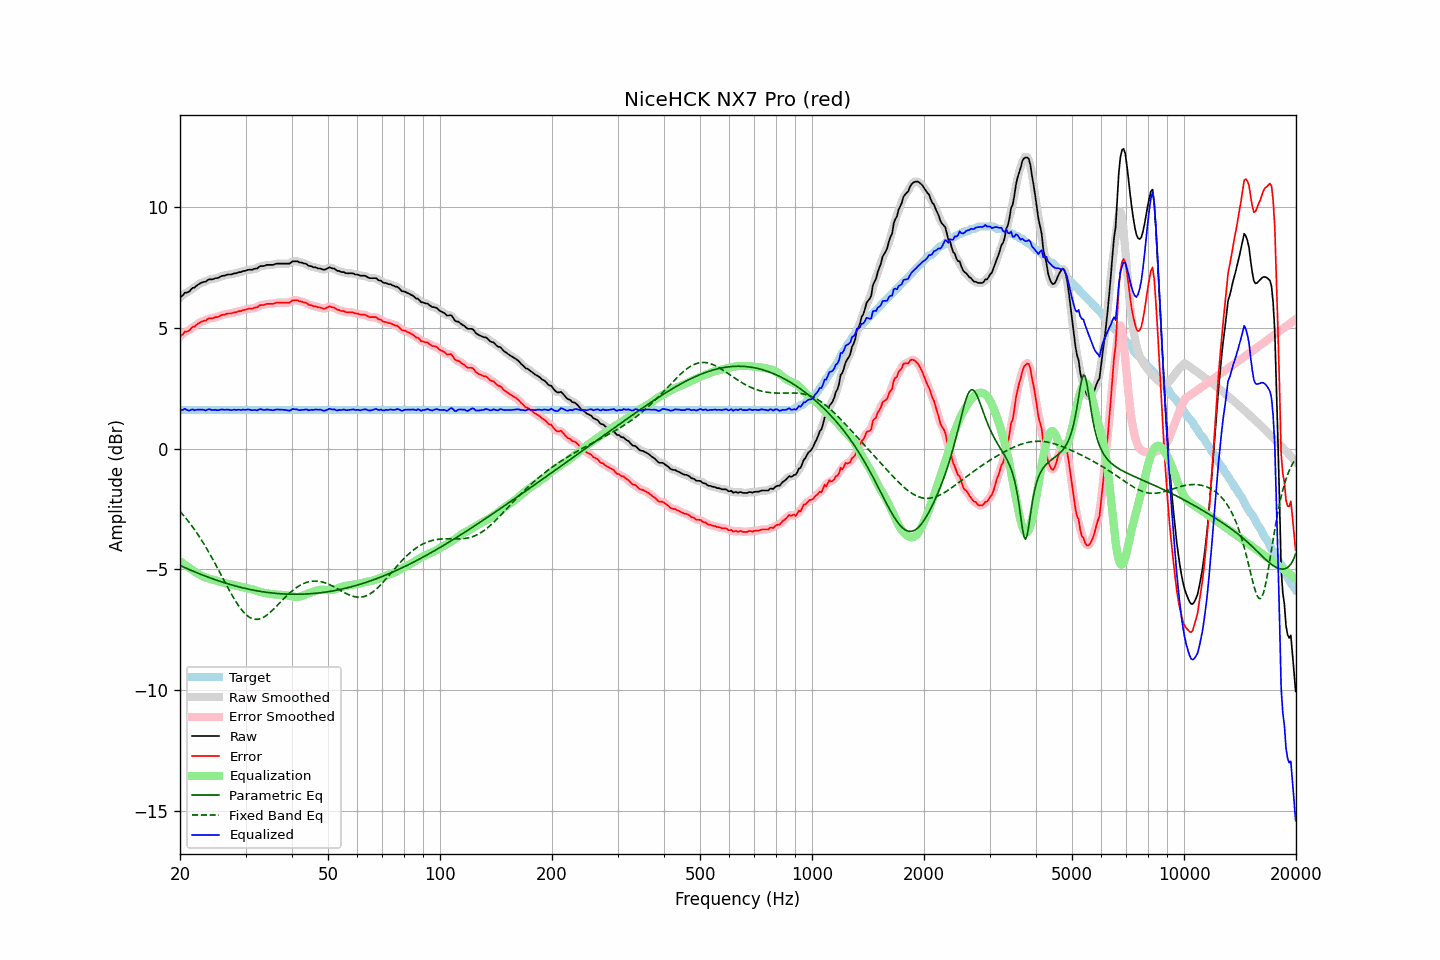 NiceHCK NX7 Pro (red)
Amplitude (dBr)
10
5
0
−5
−10
−15
Target
Raw Smoothed
Error Smoothed
Raw
Error
Equalization
Parametric Eq
Fixed Band Eq
Equalized
20
50
100
200
500
1000
2000
5000
10000
20000
Frequency (Hz)